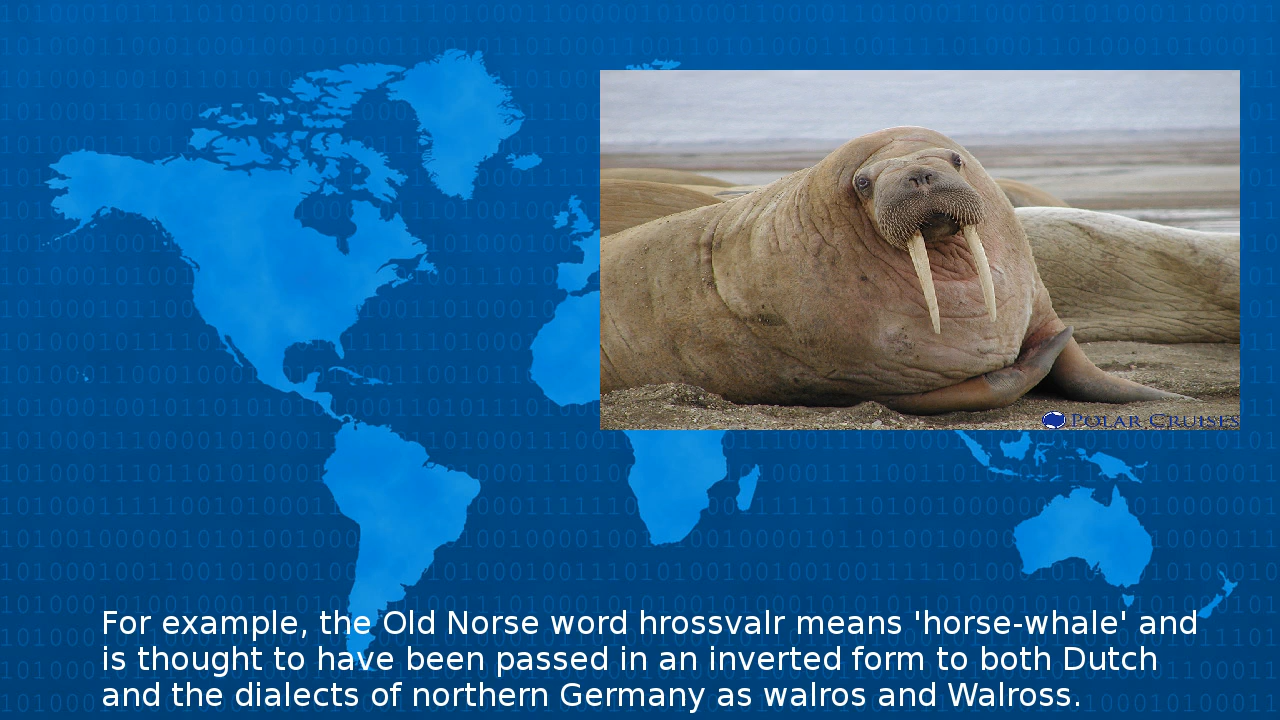 POLAR CRUISES
For example, the Old Norse word hrossvalr means 'horse-whale' and
is thought to have been passed in an inverted form to both Dutch
and the dialects of northern Germany as walros and Walross.